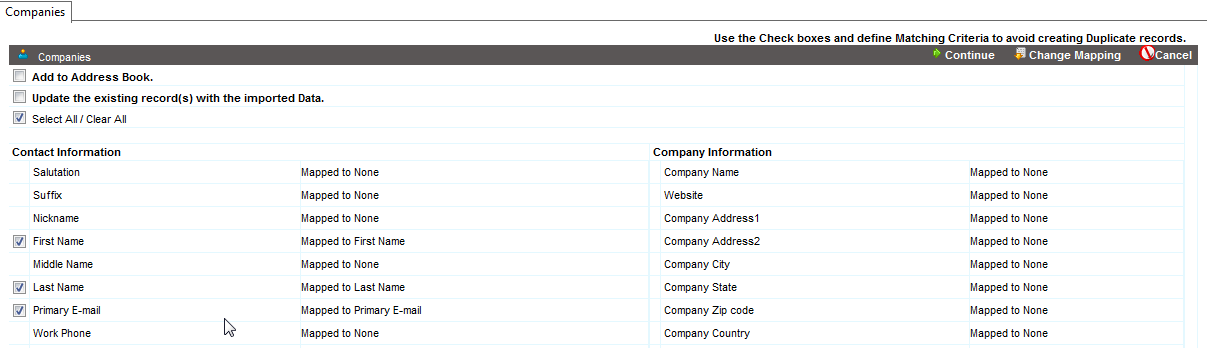 Companies
Use the Check boxes and define Matching Criteria to avoid creating Duplicate records.
Companies Continue Change Mapping Cancel
Add to Address Book.
Update the existing record(s) with the imported Data.
Select All / Clear All
Contact Information Company Information
Salutation Mapped to None Company Name Mapped to None
Suffix Mapped to None Website Mapped to None
Nickname Mapped to None Company Address1 Mapped to None
First Name Mapped to First Name Company Address2 Mapped to None
Middle Name Mapped to None Company City Mapped to None
Last Name Mapped to Last Name Company State Mapped to None
Primary E-mail Mapped to Primary E-mail Company Zip code Mapped to None
Work Phone Mapped to None Company Country Mapped to None